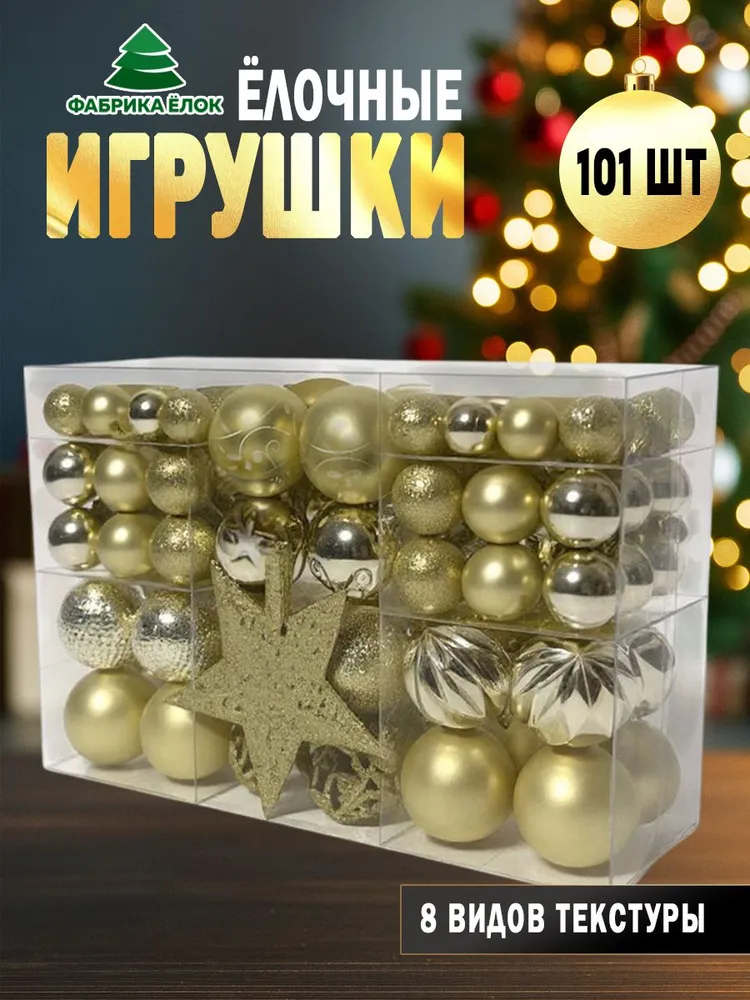 ФАБРИКА ЁЛОК
ЁЛОЧНЫЕ
ИГРУШКИ
101 ШТ
8 ВИДОВ ТЕКСТУРЫ